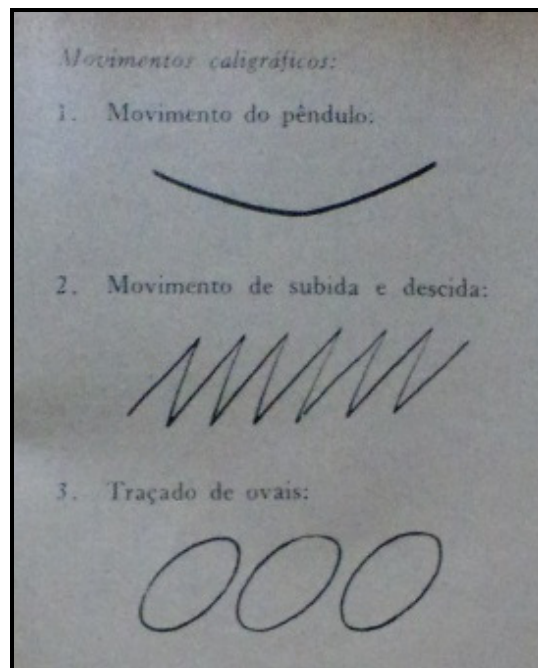 Movimentos caligráficos:
1. Movimento do pêndulo:
2. Movimento de subida e descida:
3. Traçado de ovais: